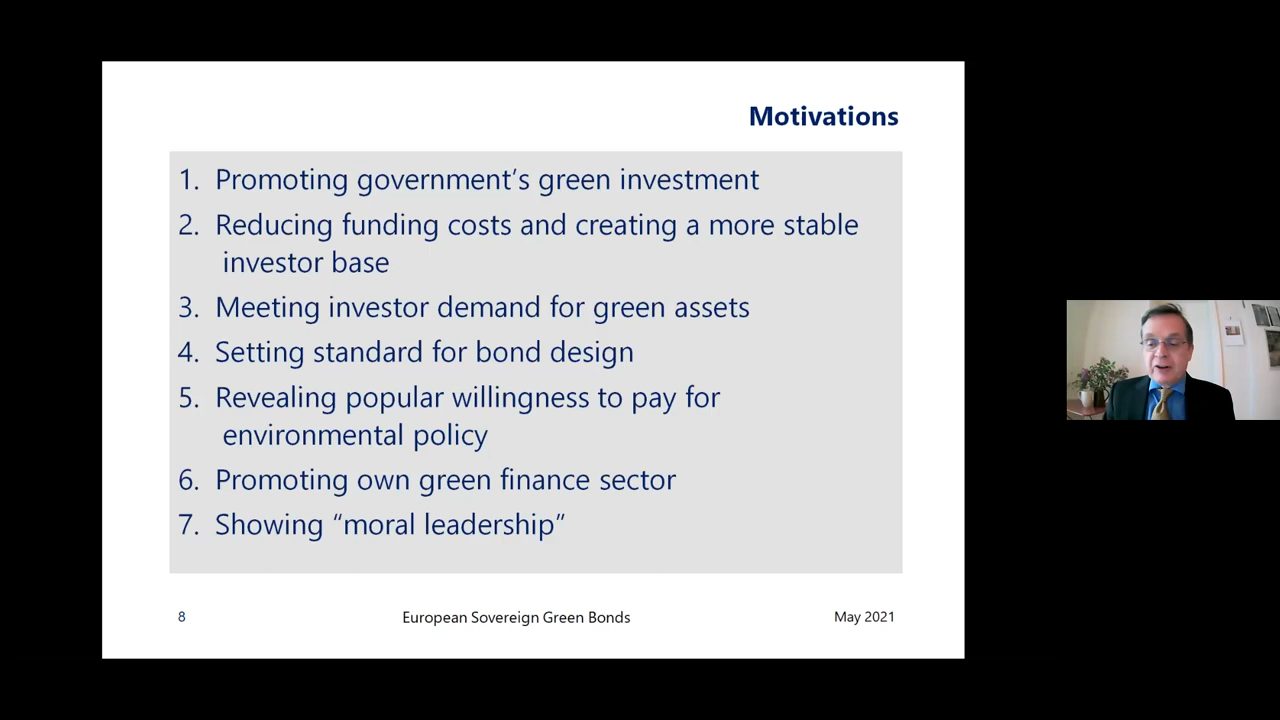 Motivations
1. Promoting government’s green investment
2. Reducing funding costs and creating a more stable
investor base
3. Meeting investor demand for green assets
4. Setting standard for bond design
5. Revealing popular willingness to pay for
environmental policy
6. Promoting own green finance sector
7. Showing “moral leadership”
8 European Sovereign Green Bonds May 2021